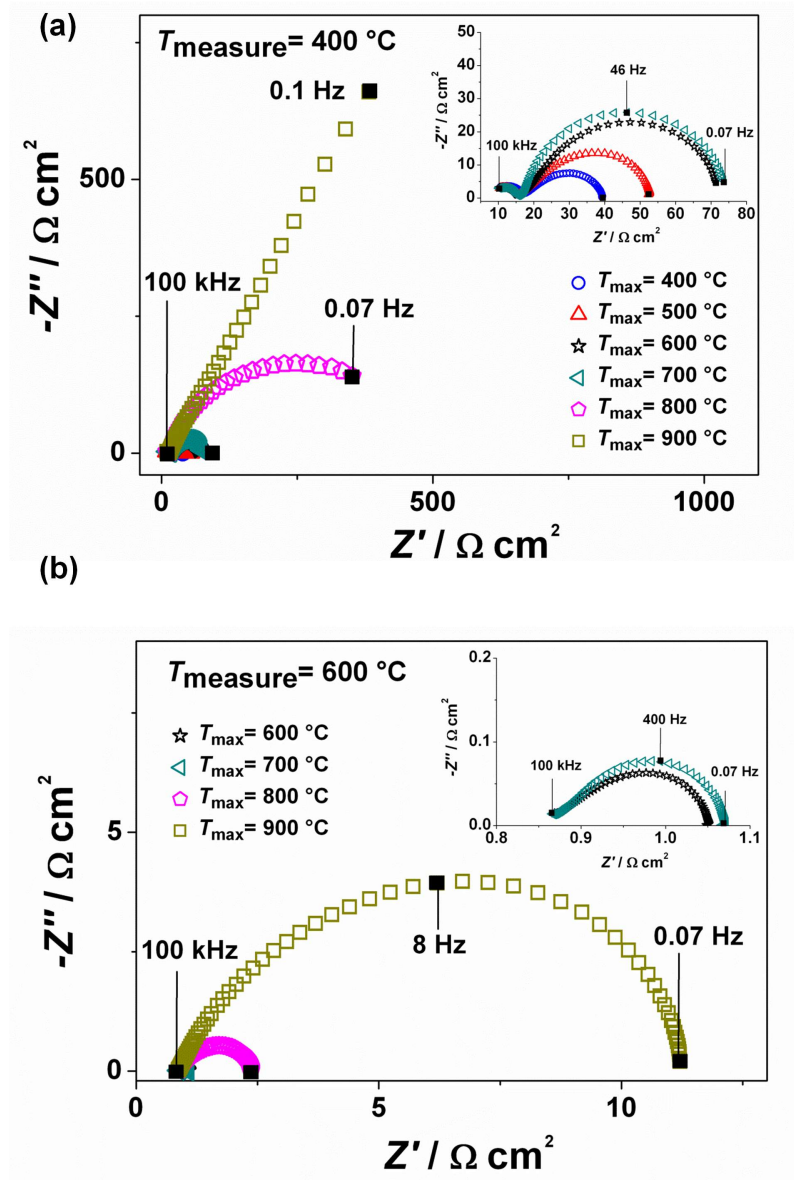 (a)
Tmeasure= 400 °C
0.1 Hz
500
0
-Z″ / Ω cm²
100 kHz
0.07 Hz
50
40
30
20
10
0
-Z″ / Ω cm²
46 Hz
100 kHz
0.07 Hz
10 20 30 40 50 60 70 80
Z′ / Ω cm²
Tmax= 400 °C
Tmax= 500 °C
Tmax= 600 °C
Tmax= 700 °C
Tmax= 800 °C
Tmax= 900 °C
0 500 1000
Z′ / Ω cm²
(b)
Tmeasure= 600 °C
Tmax= 600 °C
Tmax= 700 °C
Tmax= 800 °C
Tmax= 900 °C
5
0
-Z″ / Ω cm²
0.2
0.1
0.0
-Z″ / Ω cm²
400 Hz
100 kHz
0.07 Hz
0.8 0.9 1.0 1.1
Z′ / Ω cm²
100 kHz
8 Hz
0.07 Hz
0 5 10
Z′ / Ω cm²